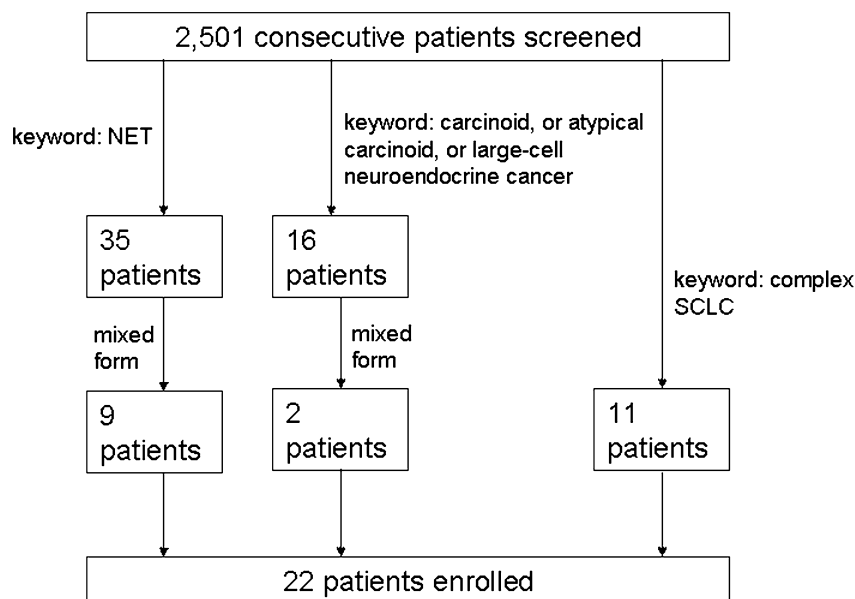 2,501 consecutive patients screened
keyword: NET
keyword: carcinoid, or atypical
carcinoid, or large-cell
neuroendocrine cancer
35
patients
16
patients
keyword: complex
SCLC
mixed
form
mixed
form
9
patients
2
patients
11
patients
22 patients enrolled